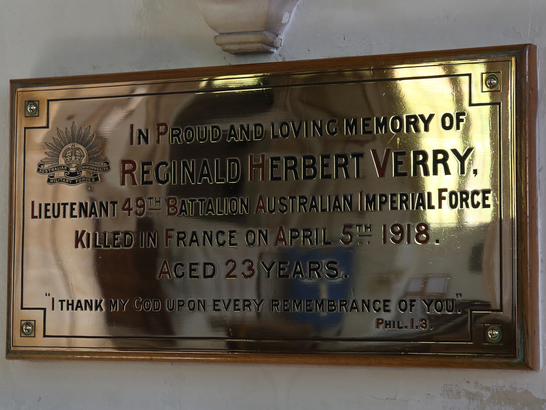 In Proud and loving memory of
Reginald Herbert Verry,
Lieutenant 49th Battalion Australian Imperial Force
Killed in France on April 5th 1918.
Aged 23 years.
"I thank my God upon every remembrance of you."
Phil.1.3.